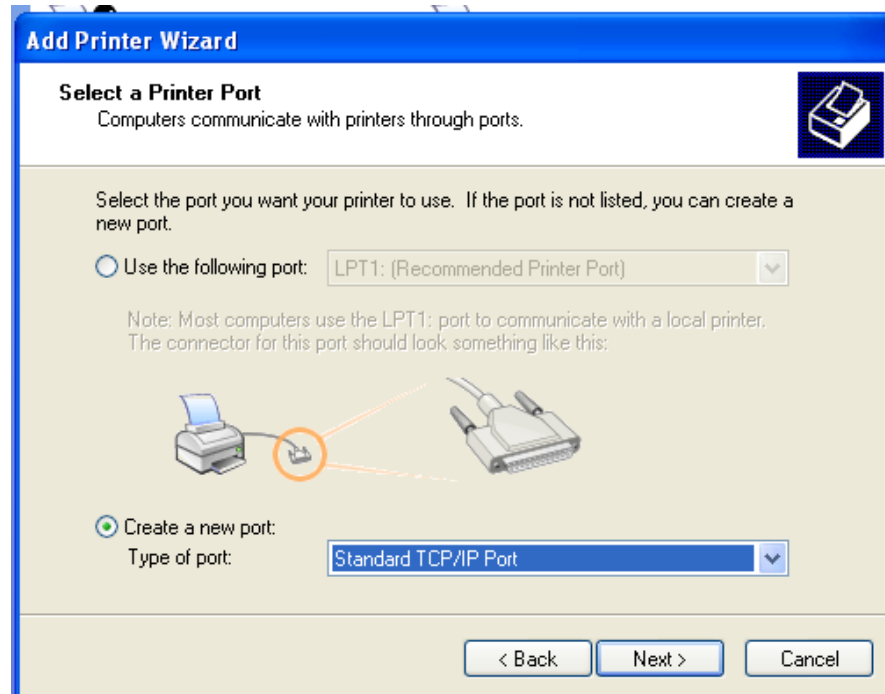 Add Printer Wizard
Select a Printer Port
Computers communicate with printers through ports.
Select the port you want your printer to use. If the port is not listed, you can create a
new port.
Use the following port: LPT1: (Recommended Printer Port)
Note: Most computers use the LPT1: port to communicate with a local printer.
The connector for this port should look something like this:
Create a new port:
Type of port: Standard TCP/IP Port
< Back Next > Cancel